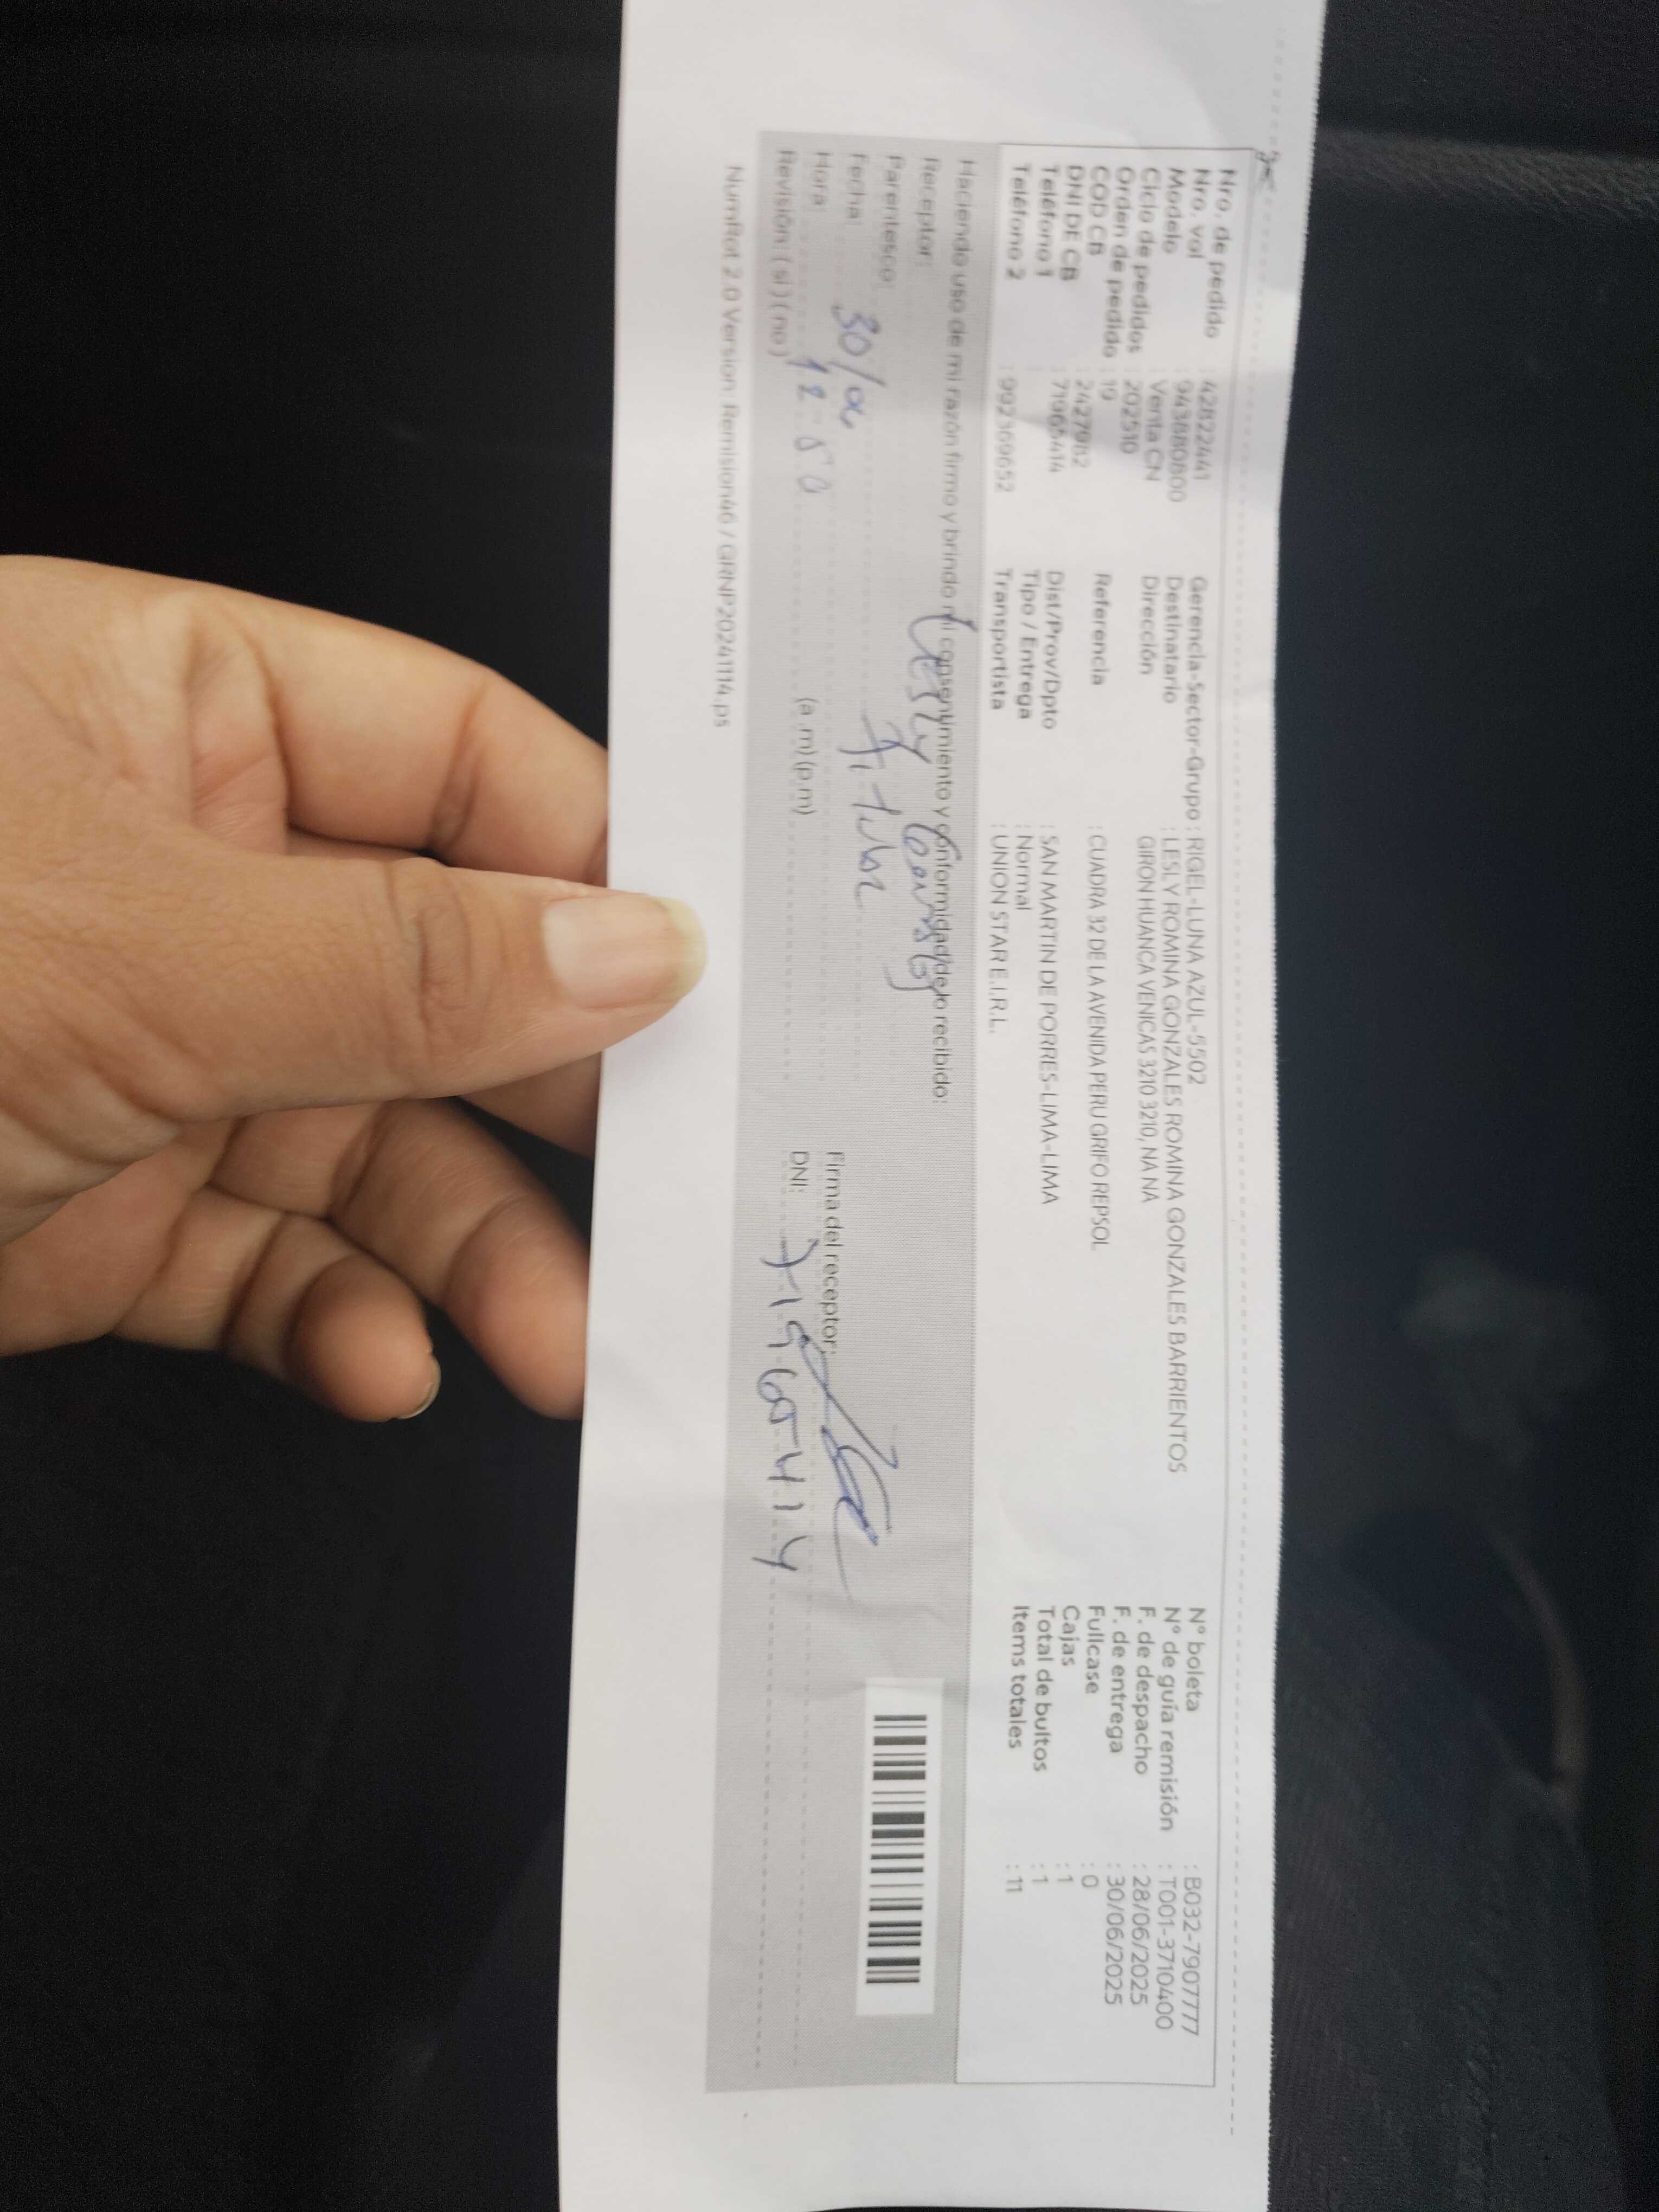 Nro. de pedido : 42822441
Nro. vol : 943880800
Modelo : Venta CN
Ciclo de pedidos : 202510
Orden de pedido : 19
COD CB : 2427982
DNI DE CB : 71965414
Teléfono 1 :
Teléfono 2 : 992369652
Gerencia-Sector-Grupo : RIGEL-LUNA AZUL-5502
Destinatario : LESLY ROMINA GONZALES ROMINA GONZALES BARRIENTOS
Dirección GIRON HUANCA VENICAS 3210 3210, NA NA
Referencia : CUADRA 32 DE LA AVENIDA PERU GRIFO REPSOL
Dist/Prov/Dpto : SAN MARTIN DE PORRES-LIMA-LIMA
Tipo / Entrega : Normal
Transportista : UNION STAR E.I.R.L.
N° boleta : B032-7907777
N° de guía remisión : T001-3710400
F. de despacho : 28/06/2025
F. de entrega : 30/06/2025
Fullcase : 0
Cajas : 1
Total de bultos : 1
Items totales : 11
Haciendo uso de mi razón firmo y brindo mi consentimiento y conformidad de lo recibido:
Receptor: Lesly
Parentesco: Titular
Fecha: 30/06
Hora: 12:50 (a.m) (p.m)
Revisión: ( si ) ( no )
Firma del receptor:
DNI: 71965414
NumRot 2.0 Version: Remision46 / GRNP20241114.ps